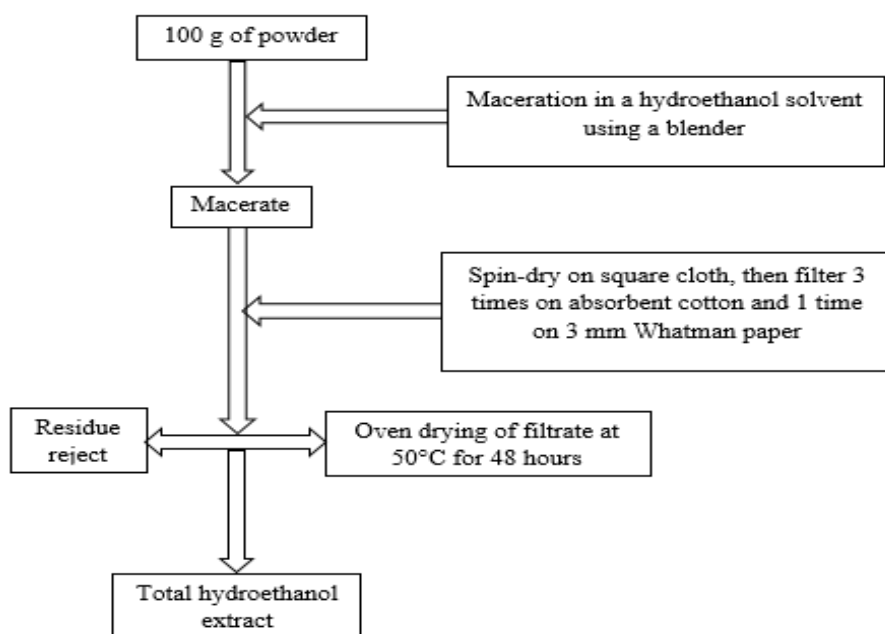 100 g of powder
Maceration in a hydroethanol solvent
using a blender
Macerate
Spin-dry on square cloth, then filter 3
times on absorbent cotton and 1 time
on 3 mm Whatman paper
Residue
reject
Oven drying of filtrate at
50°C for 48 hours
Total hydroethanol
extract